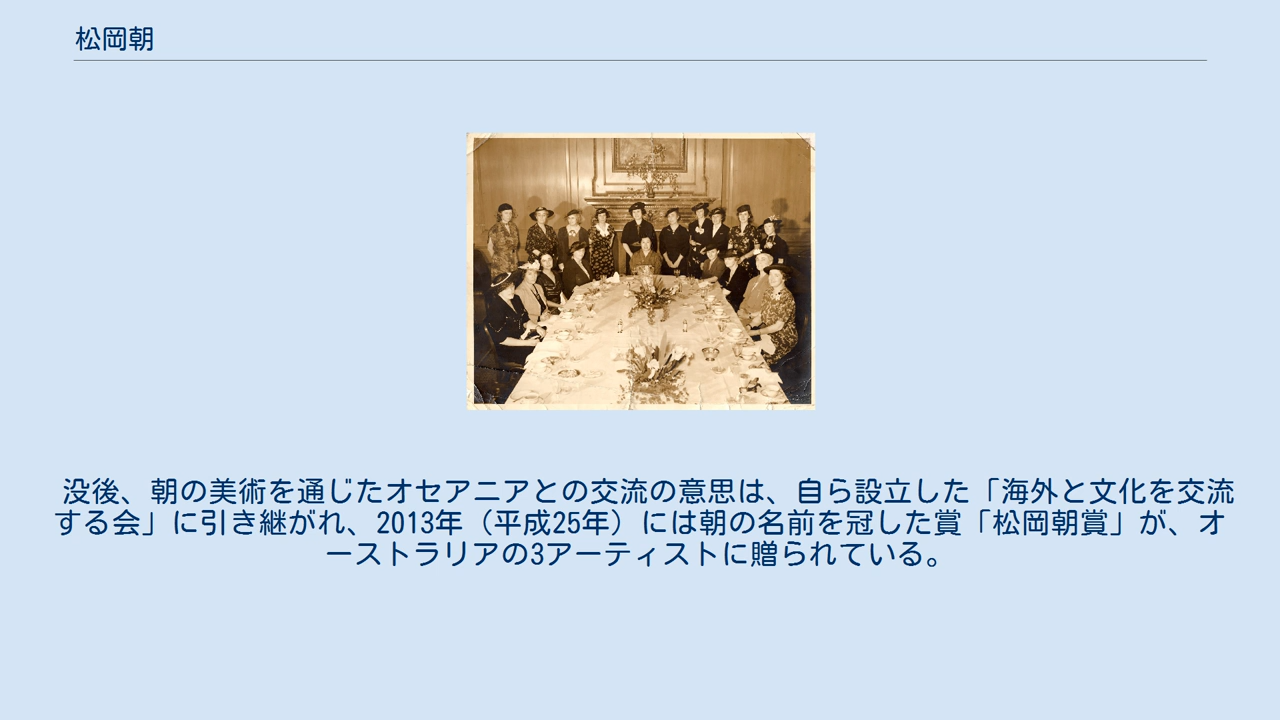 松岡朝
没後、朝の美術を通じたオセアニアとの交流の意思は、自ら設立した「海外と文化を交流
する会」に引き継がれ、2013年（平成25年）には朝の名前を冠した賞「松岡朝賞」が、オ
ーストラリアの3アーティストに贈られている。